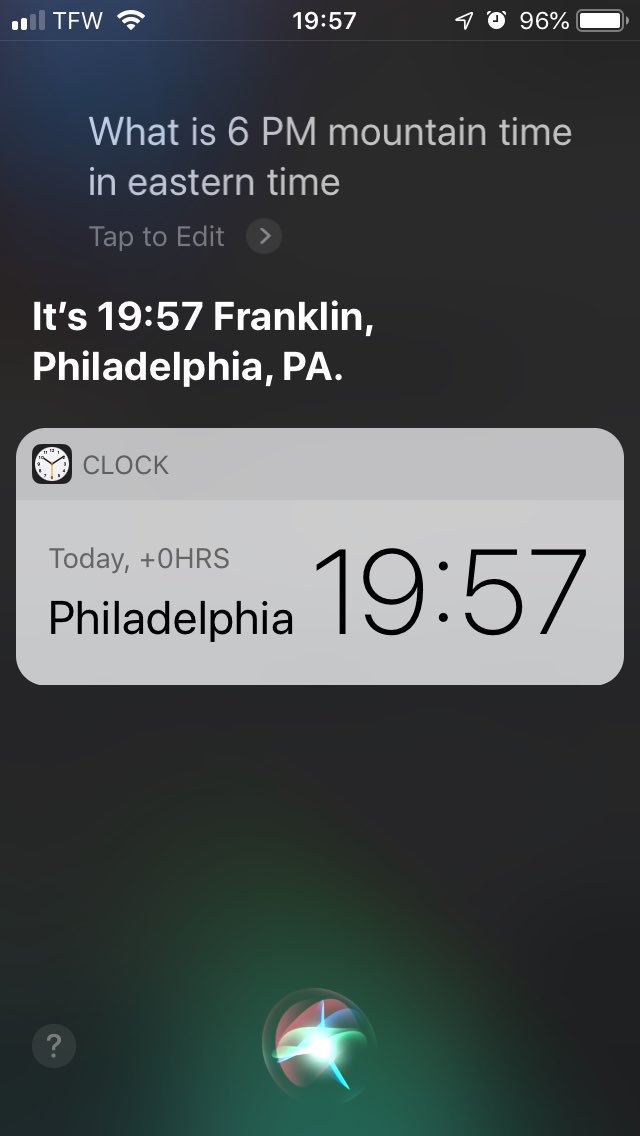 TFW 19:57 96%
What is 6 PM mountain time
in eastern time
Tap to Edit
It’s 19:57 Franklin,
Philadelphia, PA.
CLOCK
Today, +0HRS
Philadelphia 19:57
?